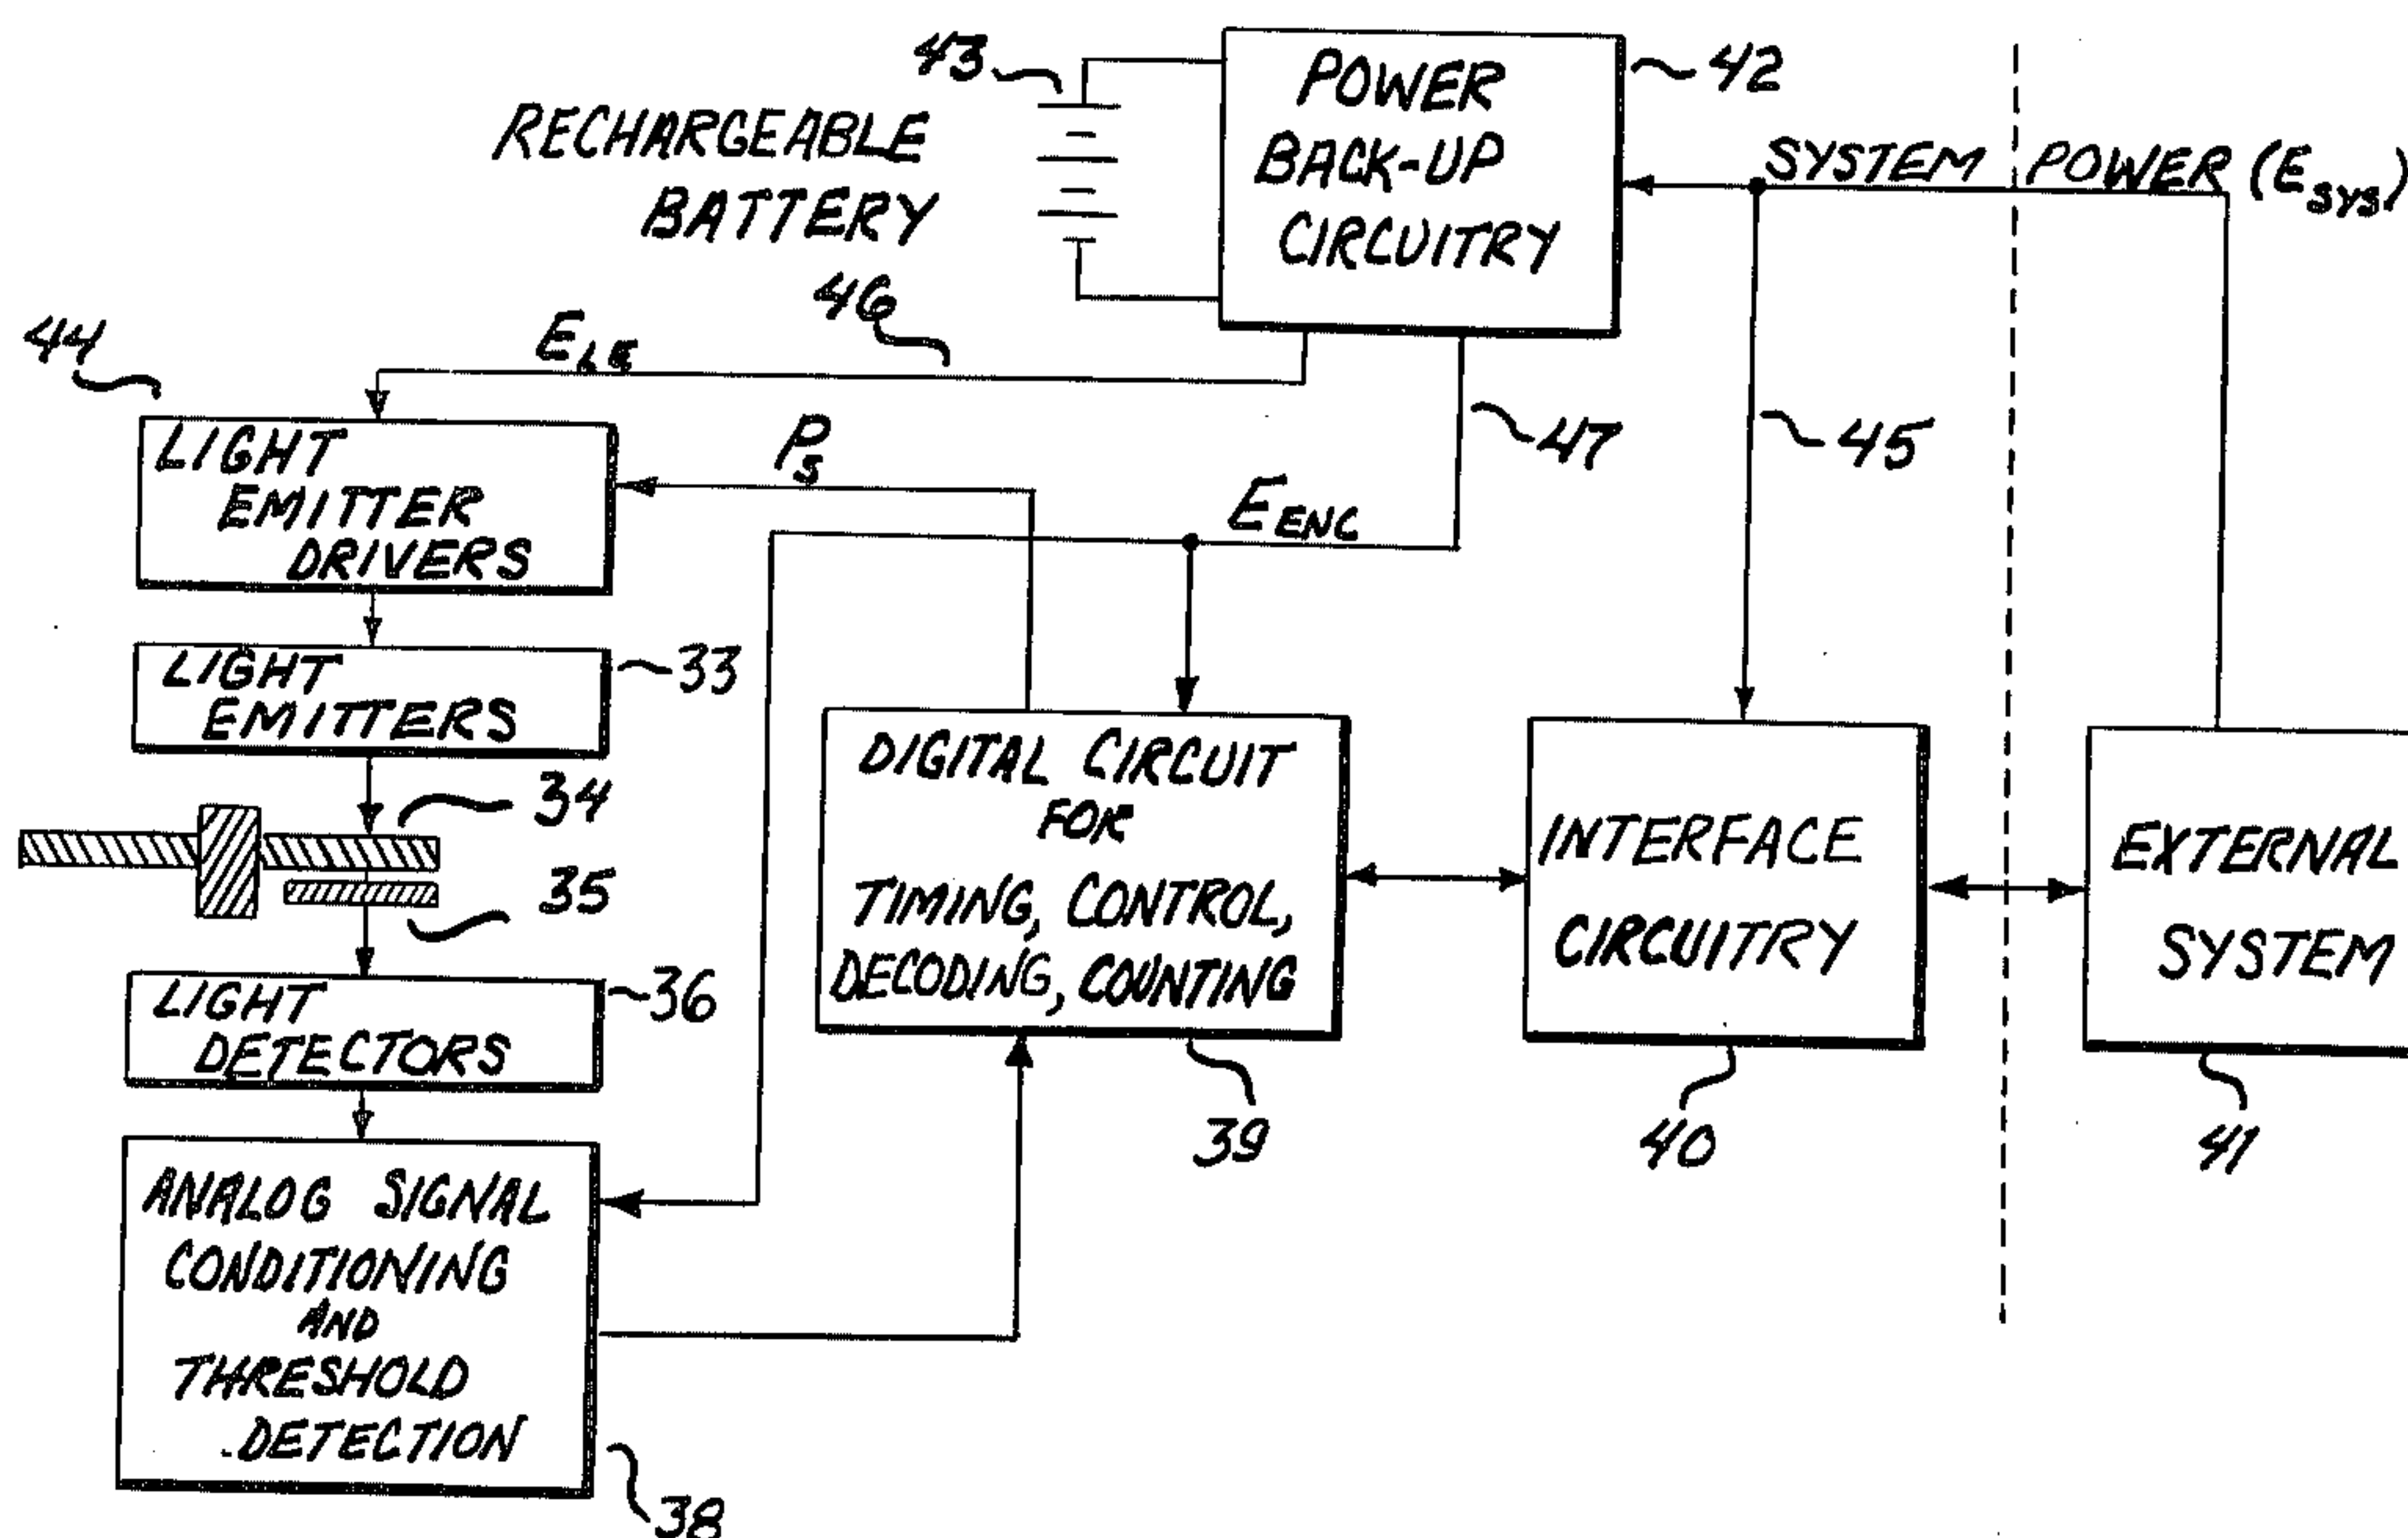 43
RECHARGEABLE
BATTERY
POWER
BACK-UP
CIRCUITRY
42
SYSTEM POWER (ESYS)
46
47
45
44
ELE
PS
EENC
LIGHT
EMITTER
DRIVERS
LIGHT
EMITTERS
33
34
35
LIGHT
DETECTORS
36
ANALOG SIGNAL
CONDITIONING
AND
THRESHOLD
DETECTION
38
DIGITAL CIRCUIT
FOR
TIMING, CONTROL,
DECODING, COUNTING
39
INTERFACE
CIRCUITRY
40
EXTERNAL
SYSTEM
41